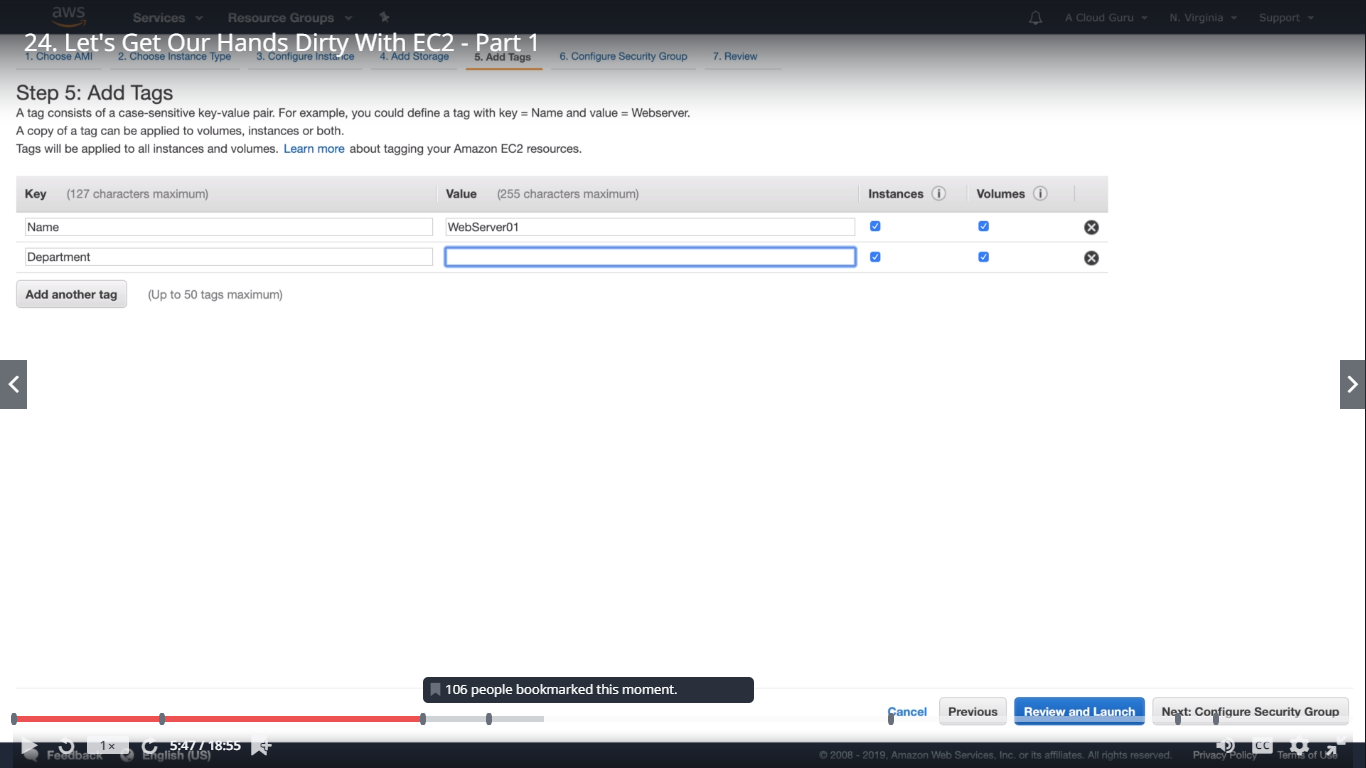 aws Services Resource Groups A Cloud Guru N. Virginia Support
24. Let's Get Our Hands Dirty With EC2 - Part 1
1. Choose AMI 2. Choose Instance Type 3. Configure Instance 4. Add Storage 5. Add Tags 6. Configure Security Group 7. Review
Step 5: Add Tags
A tag consists of a case-sensitive key-value pair. For example, you could define a tag with key = Name and value = Webserver.
A copy of a tag can be applied to volumes, instances or both.
Tags will be applied to all instances and volumes. Learn more about tagging your Amazon EC2 resources.
Key (127 characters maximum) Value (255 characters maximum) Instances i Volumes i
Name WebServer01
Department
Add another tag (Up to 50 tags maximum)
106 people bookmarked this moment.
Cancel Previous Review and Launch Next: Configure Security Group
1x 5:47 / 18:55 CC
Feedback English (US) © 2008 - 2019, Amazon Web Services, Inc. or its affiliates. All rights reserved. Privacy Policy Terms of Use